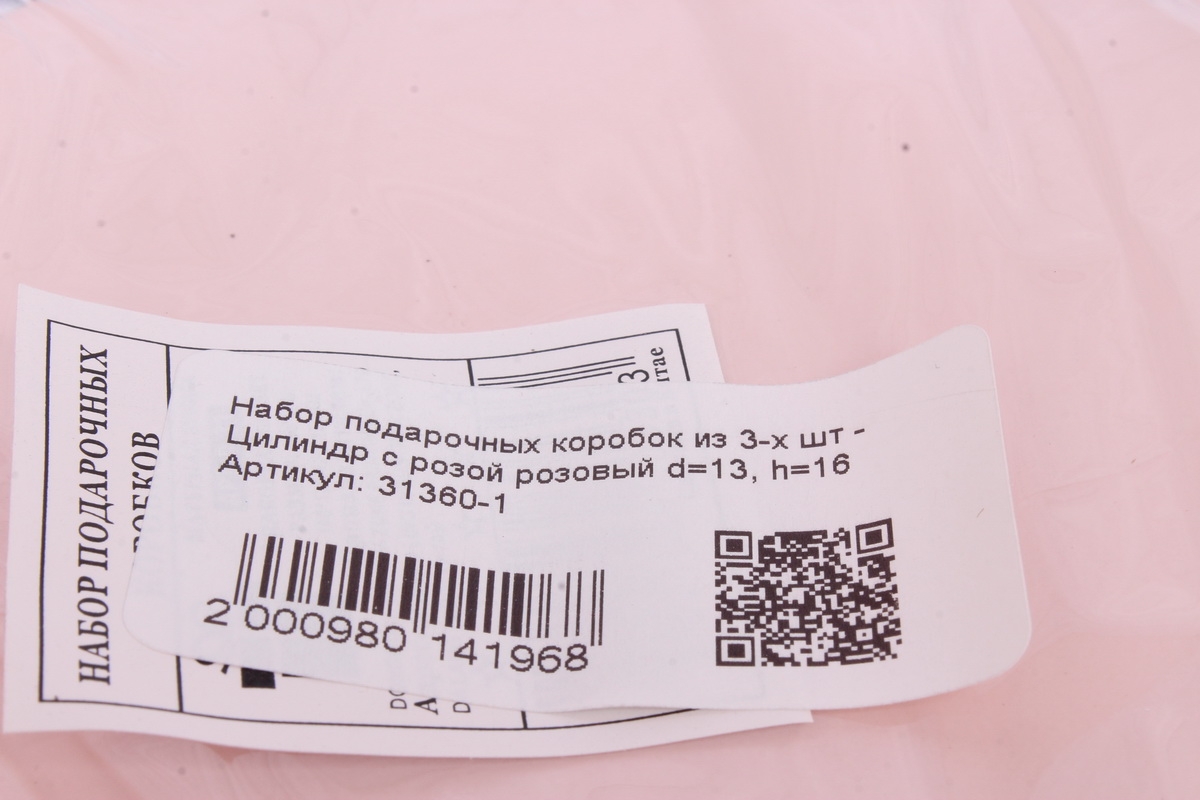 НАБОР ПОДАРОЧНЫХ
Набор подарочных коробок из 3-х шт -
Цилиндр с розой розовый d=13, h=16
Артикул: 31360-1
2 000980 141968
3